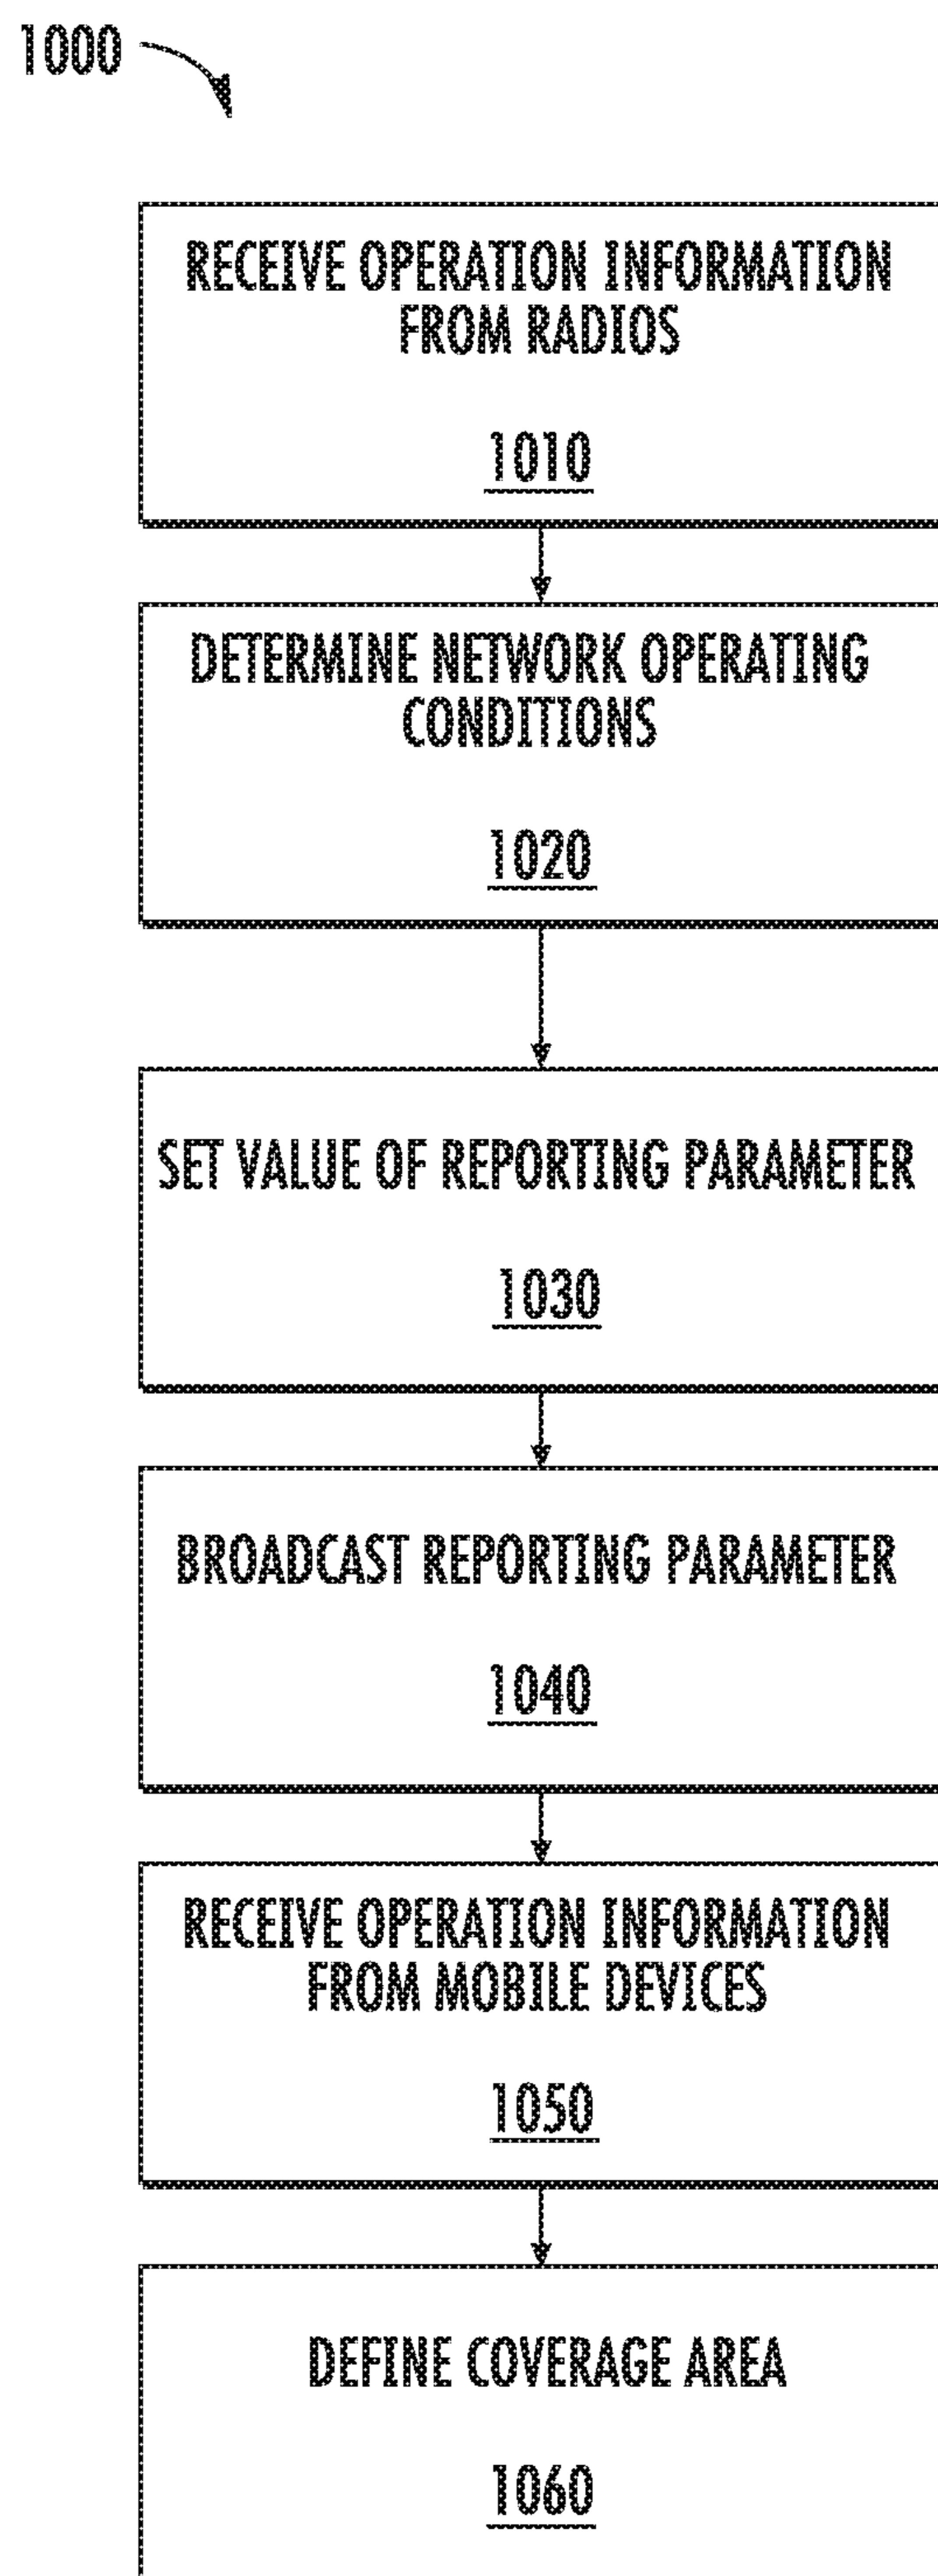 1000
RECEIVE OPERATION INFORMATION
FROM RADIOS
1010
DETERMINE NETWORK OPERATING
CONDITIONS
1020
SET VALUE OF REPORTING PARAMETER
1030
BROADCAST REPORTING PARAMETER
1040
RECEIVE OPERATION INFORMATION
FROM MOBILE DEVICES
1050
DEFINE COVERAGE AREA
1060